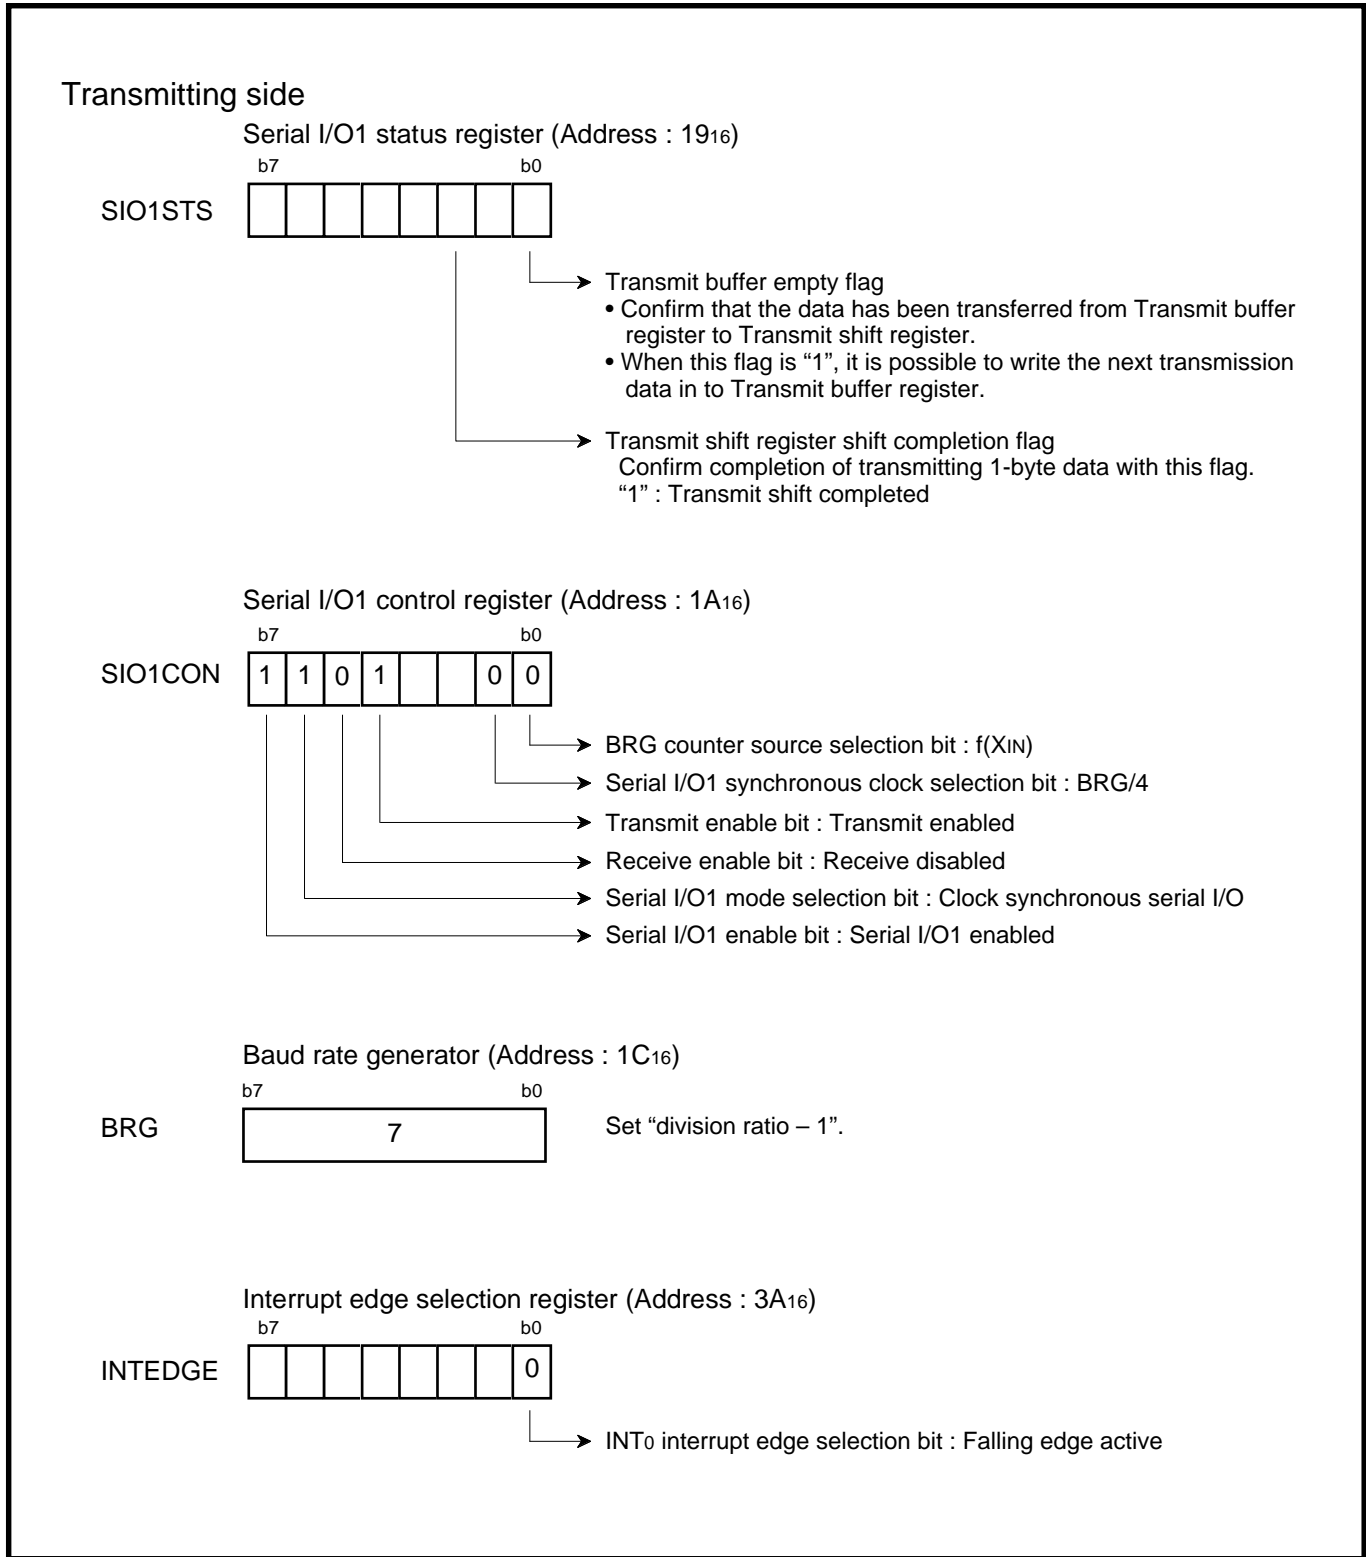 Transmitting side
Serial I/O1 status register (Address : 1916)
b7 b0
SIO1STS
Transmit buffer empty flag
• Confirm that the data has been transferred from Transmit buffer
register to Transmit shift register.
• When this flag is “1”, it is possible to write the next transmission
data in to Transmit buffer register.
Transmit shift register shift completion flag
Confirm completion of transmitting 1-byte data with this flag.
“1” : Transmit shift completed
Serial I/O1 control register (Address : 1A16)
b7 b0
SIO1CON 1 1 0 1 0 0
BRG counter source selection bit : f(XIN)
Serial I/O1 synchronous clock selection bit : BRG/4
Transmit enable bit : Transmit enabled
Receive enable bit : Receive disabled
Serial I/O1 mode selection bit : Clock synchronous serial I/O
Serial I/O1 enable bit : Serial I/O1 enabled
Baud rate generator (Address : 1C16)
b7 b0
BRG 7 Set “division ratio – 1”.
Interrupt edge selection register (Address : 3A16)
b7 b0
INTEDGE 0
INT0 interrupt edge selection bit : Falling edge active